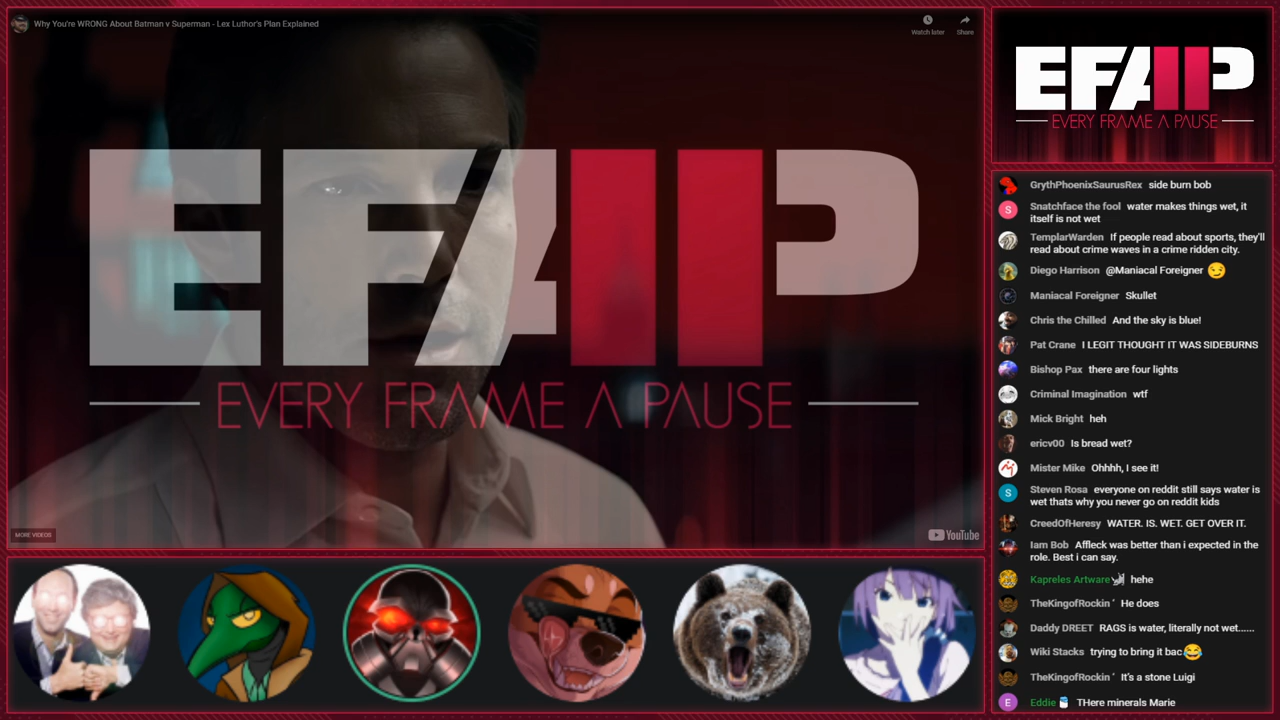 Why You're WRONG About Batman v Superman - Lex Luthor's Plan Explained
Watch later
Share
EFAP
EVERY FRAME A PAUSE
MORE VIDEOS
YouTube
EFAP
EVERY FRAME A PAUSE
GrythPhoenixSaurusRex side burn bob
S
Snatchface the fool water makes things wet, it
itself is not wet
TemplarWarden If people read about sports, they'll
read about crime waves in a crime ridden city.
Diego Harrison @Maniacal Foreigner 😏
Maniacal Foreigner Skullet
Chris the Chilled And the sky is blue!
Pat Crane I LEGIT THOUGHT IT WAS SIDEBURNS
Bishop Pax there are four lights
Criminal Imagination wtf
Mick Bright heh
ericv00 Is bread wet?
Mister Mike Ohhhh, I see it!
S
Steven Rosa everyone on reddit still says water is
wet thats why you never go on reddit kids
CreedOfHeresy WATER. IS. WET. GET OVER IT.
Iam Bob Affleck was better than i expected in the
role. Best i can say.
Kapreles Artware hehe
TheKingofRockin ‘ He does
Daddy DREET RAGS is water, literally not wet......
Wiki Stacks trying to bring it bac😂
TheKingofRockin ‘ It's a stone Luigi
E
Eddie THere minerals Marie